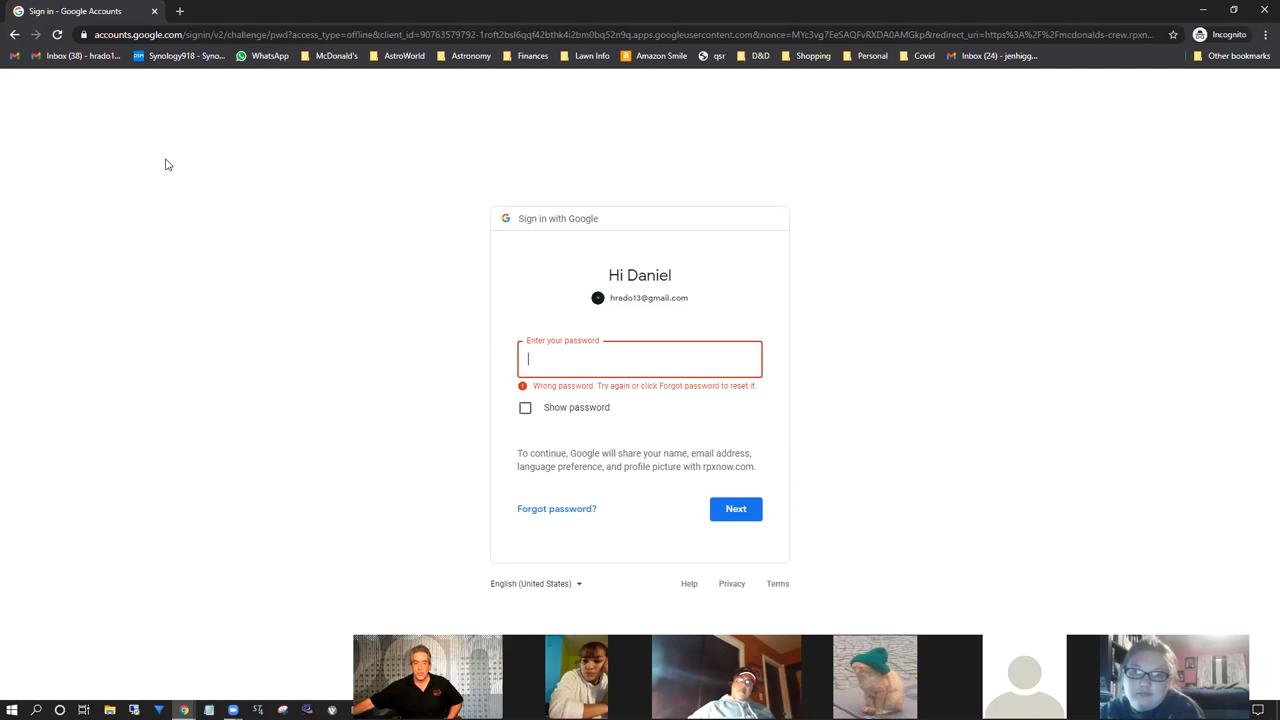 Sign in - Google Accounts
accounts.google.com/signin/v2/challenge/pwd?access_type=offline&client_id=90763579792-1roft2bsl6qqf42bthk4i2bm0bq52n9q.apps.googleusercontent.com&nonce=MYc3vg7EeSAQFvRXDA0AMGkp&redirect_uri=https%3A%2F%2Fmcdonalds-crew.rpxn...
Incognito
Inbox (38) - hrado1...
Synology918 - Syno...
WhatsApp
AstroWorld
Astronomy
Finances
Lawn Info
Amazon Smile
qsr
D&D
Shopping
Personal
Covid
Inbox (24) - jenhigg...
Other bookmarks
Sign in with Google
Hi Daniel
hrado13@gmail.com
Enter your password
Wrong password. Try again or click Forgot password to reset it.
Show password
To continue, Google will share your name, email address,
language preference, and profile picture with rpxnow.com.
Forgot password?
Next
English (United States)
Help
Privacy
Terms